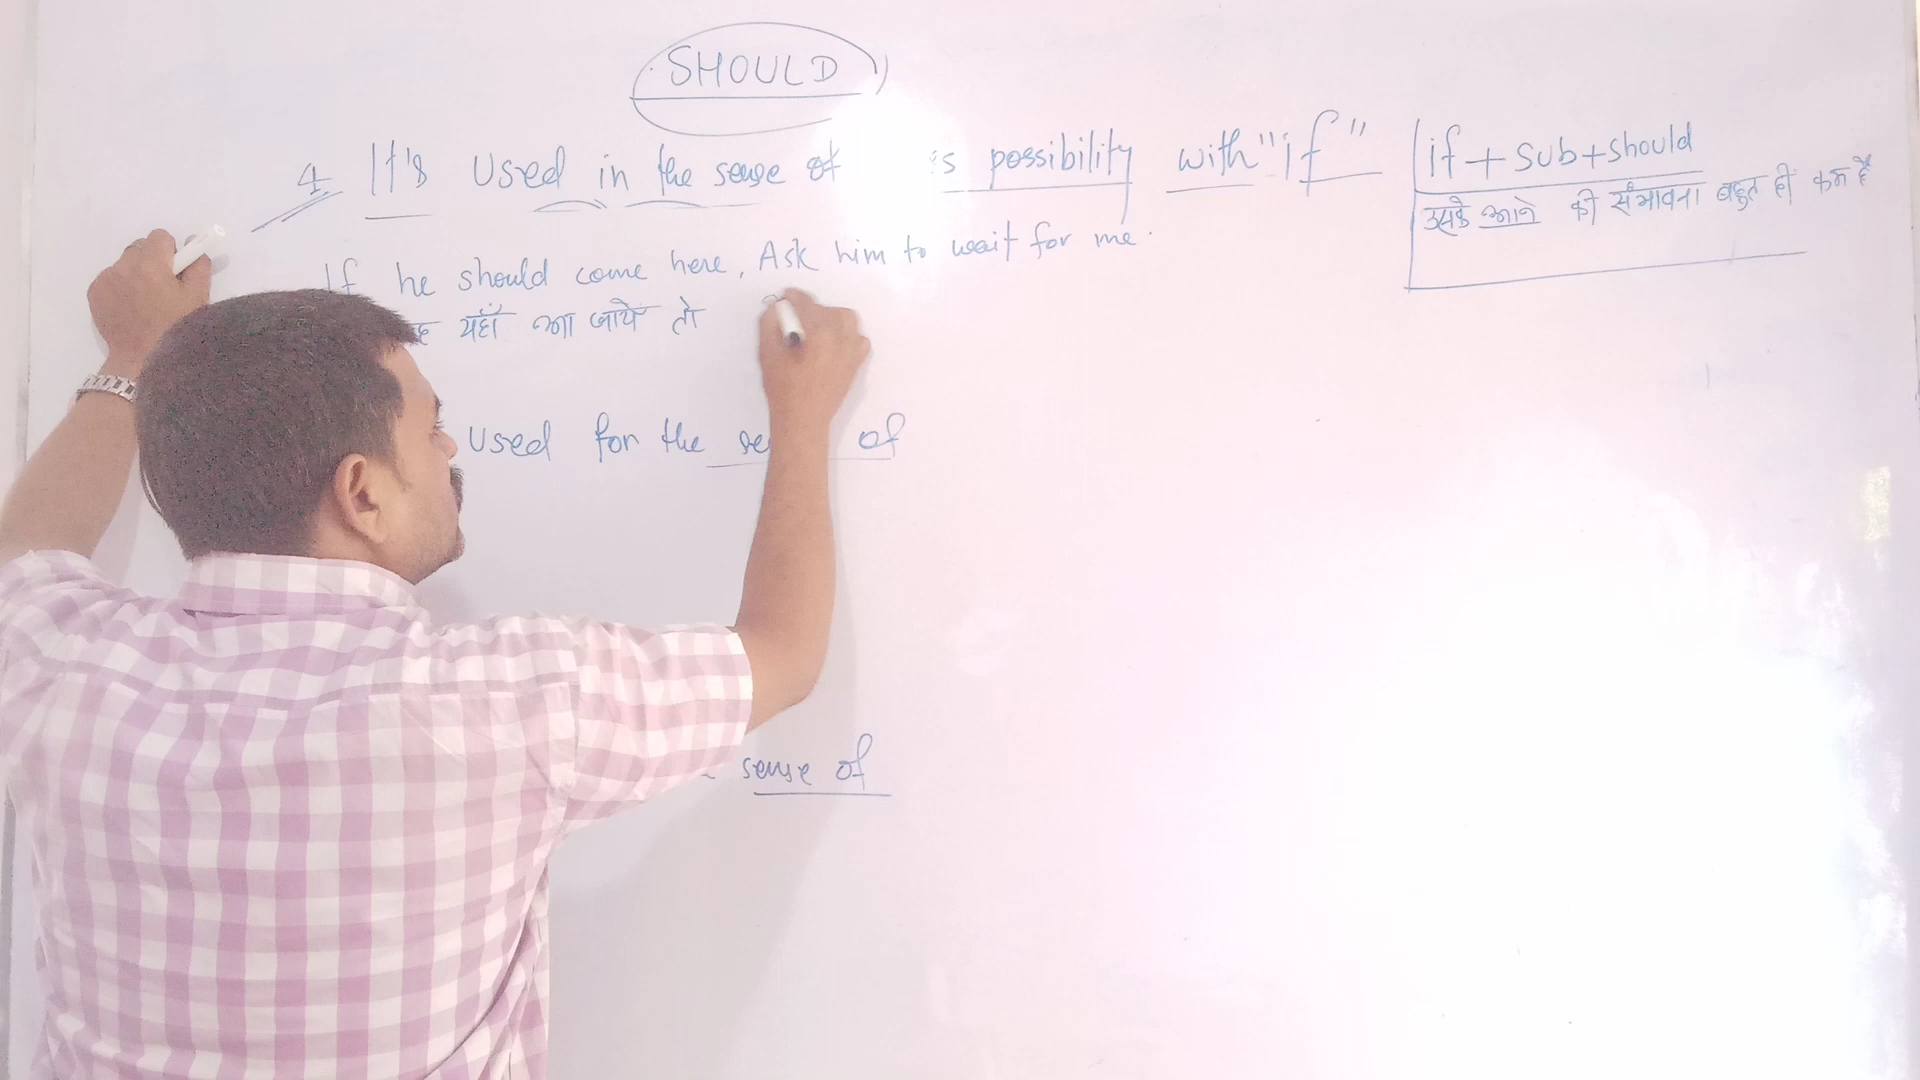 SHOULD
4 It's used in the sense of is possibility with "if"
if + sub + should
उसके आने की संभावना बहुत ही कम है
If he should come here, Ask him to wait for me.
यहाँ आ जाये तो
used for the of
sense of